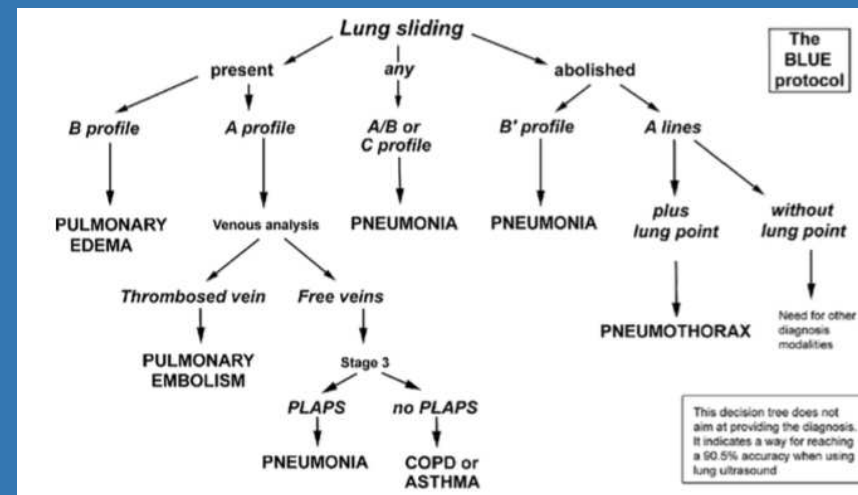 Lung sliding
The
BLUE
protocol
present
any
abolished
B profile
A profile
A/B or
C profile
B' profile
A lines
PULMONARY
EDEMA
Venous analysis
PNEUMONIA
PNEUMONIA
plus
lung point
without
lung point
Thrombosed vein
Free veins
PNEUMOTHORAX
Need for other
diagnosis
modalities
PULMONARY
EMBOLISM
Stage 3
PLAPS
no PLAPS
PNEUMONIA
COPD or
ASTHMA
This decision tree does not
aim at providing the diagnosis.
It indicates a way for reaching
a 90.5% accuracy when using
lung ultrasound